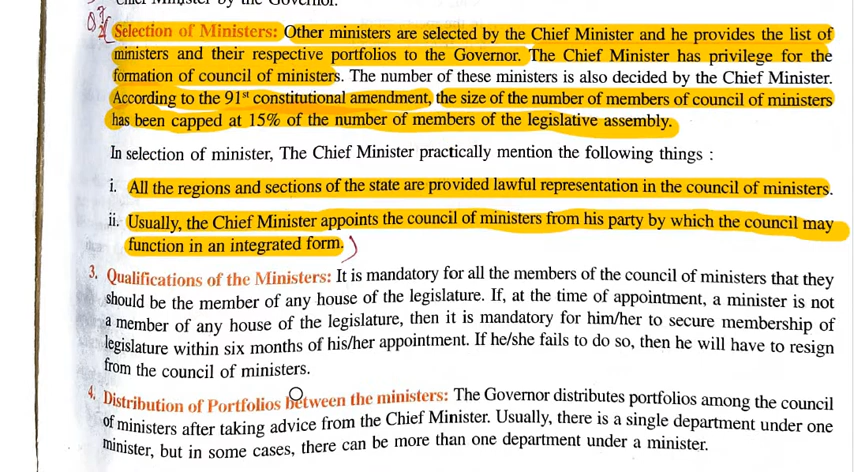 Chief Minister by the Governor.
Selection of Ministers: Other ministers are selected by the Chief Minister and he provides the list of
ministers and their respective portfolios to the Governor. The Chief Minister has privilege for the
formation of council of ministers. The number of these ministers is also decided by the Chief Minister.
According to the 91st constitutional amendment, the size of the number of members of council of ministers
has been capped at 15% of the number of members of the legislative assembly.
In selection of minister, The Chief Minister practically mention the following things :
i. All the regions and sections of the state are provided lawful representation in the council of ministers.
ii. Usually, the Chief Minister appoints the council of ministers from his party by which the council may
function in an integrated form.
3. Qualifications of the Ministers: It is mandatory for all the members of the council of ministers that they
should be the member of any house of the legislature. If, at the time of appointment, a minister is not
a member of any house of the legislature, then it is mandatory for him/her to secure membership of
legislature within six months of his/her appointment. If he/she fails to do so, then he will have to resign
from the council of ministers.
4. Distribution of Portfolios between the ministers: The Governor distributes portfolios among the council
of ministers after taking advice from the Chief Minister. Usually, there is a single department under one
minister, but in some cases, there can be more than one department under a minister.